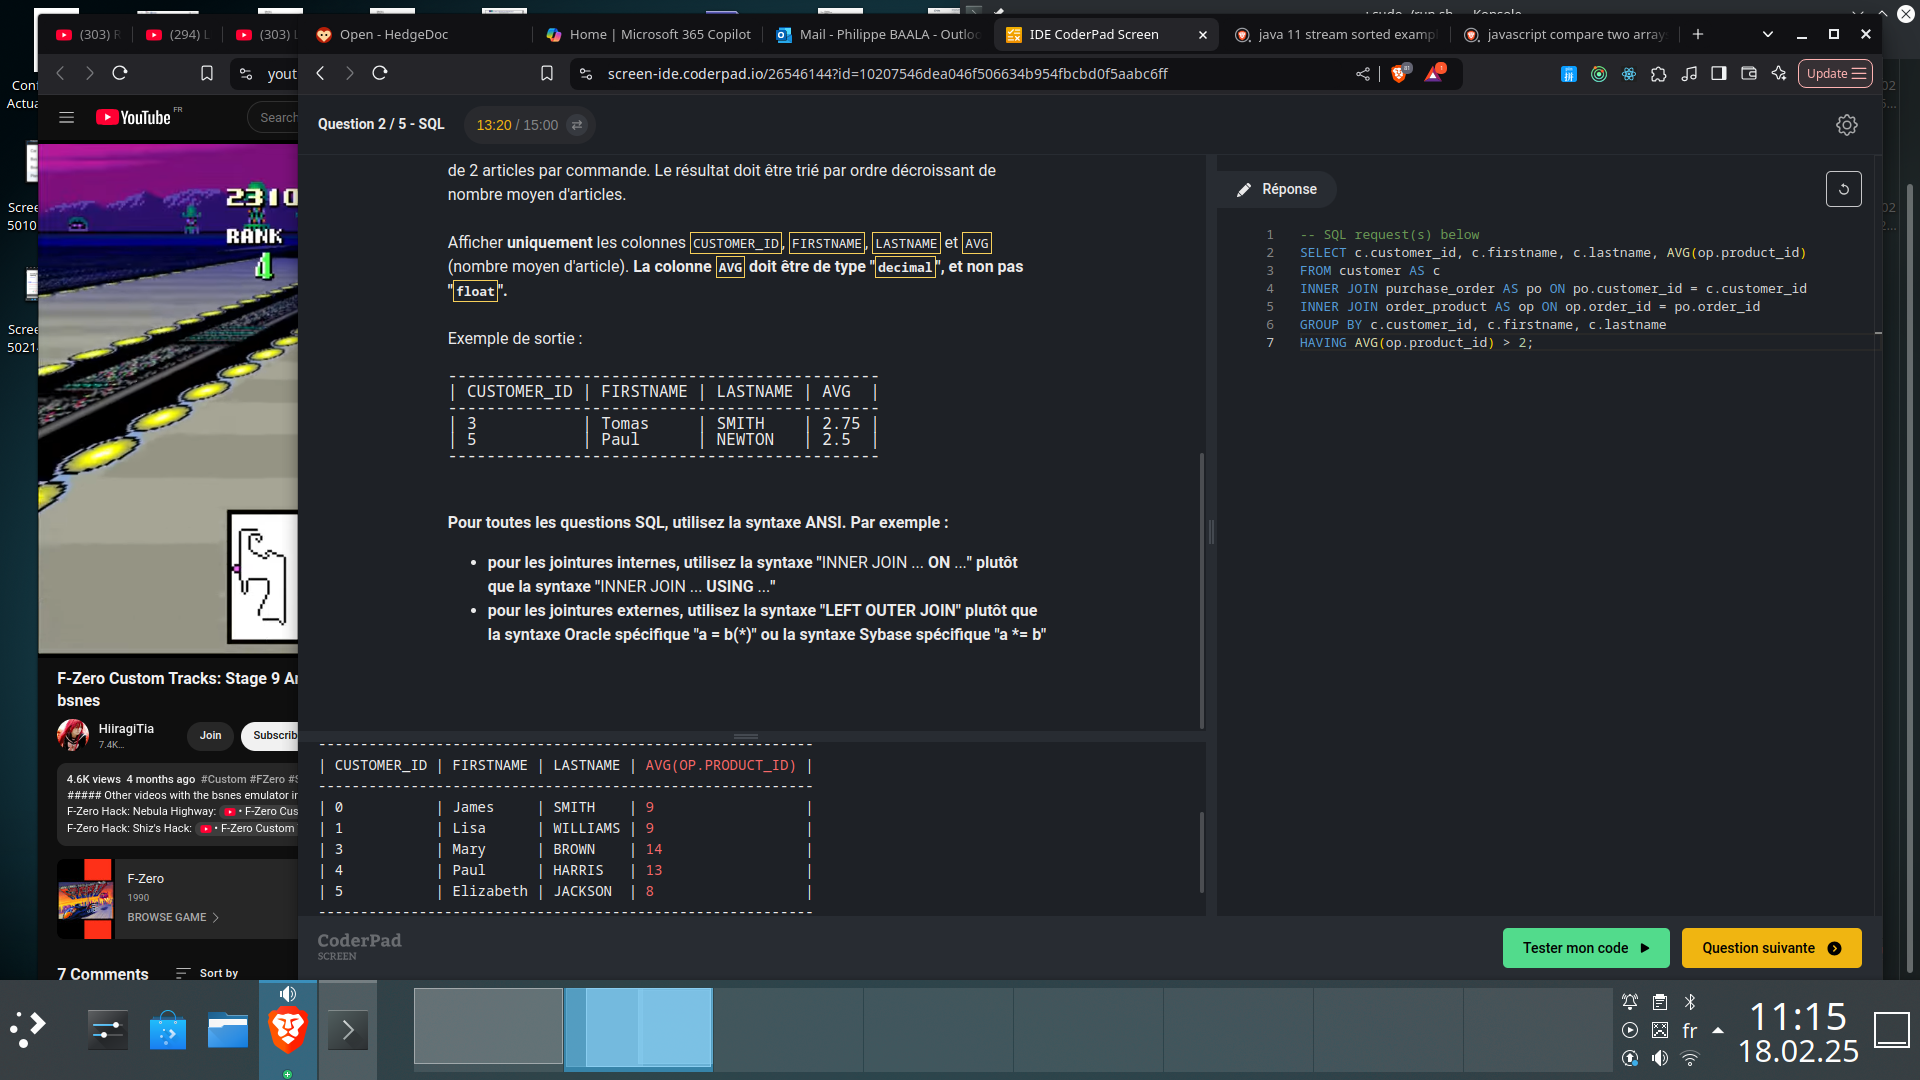 (303) R
(294) L
(303) L
Open - HedgeDoc
Home | Microsoft 365 Copilot
Mail - Philippe BAALA - Outloo
IDE CoderPad Screen
java 11 stream sorted exampl
javascript compare two arrays
yout
screen-ide.coderpad.io/26546144?id=10207546dea046f506634b954fbcbd0f5aabc6ff
Update
YouTube FR
Search
Question 2 / 5 - SQL
13:20 / 15:00
de 2 articles par commande. Le résultat doit être trié par ordre décroissant de
nombre moyen d'articles.
Afficher uniquement les colonnes CUSTOMER_ID, FIRSTNAME, LASTNAME et AVG
(nombre moyen d'article). La colonne AVG doit être de type "decimal", et non pas
"float".
Exemple de sortie :
---------------------------------------------
| CUSTOMER_ID | FIRSTNAME | LASTNAME | AVG  |
---------------------------------------------
| 3           | Tomas     | SMITH    | 2.75 |
| 5           | Paul      | NEWTON   | 2.5  |
---------------------------------------------
Pour toutes les questions SQL, utilisez la syntaxe ANSI. Par exemple :
• pour les jointures internes, utilisez la syntaxe "INNER JOIN ... ON ..." plutôt
que la syntaxe "INNER JOIN ... USING ..."
• pour les jointures externes, utilisez la syntaxe "LEFT OUTER JOIN" plutôt que
la syntaxe Oracle spécifique "a = b(*)" ou la syntaxe Sybase spécifique "a *= b"
Réponse
1 -- SQL request(s) below
2 SELECT c.customer_id, c.firstname, c.lastname, AVG(op.product_id)
3 FROM customer AS c
4 INNER JOIN purchase_order AS po ON po.customer_id = c.customer_id
5 INNER JOIN order_product AS op ON op.order_id = po.order_id
6 GROUP BY c.customer_id, c.firstname, c.lastname
7 HAVING AVG(op.product_id) > 2;
-----------------------------------------------------------
| CUSTOMER_ID | FIRSTNAME | LASTNAME | AVG(OP.PRODUCT_ID) |
-----------------------------------------------------------
| 0           | James     | SMITH    | 9                  |
| 1           | Lisa      | WILLIAMS | 9                  |
| 3           | Mary      | BROWN    | 14                 |
| 4           | Paul      | HARRIS   | 13                 |
| 5           | Elizabeth | JACKSON  | 8                  |
-----------------------------------------------------------
CoderPad
SCREEN
Tester mon code
Question suivante
Conf
Actua
Scree
5010
Scree
5021
2310
RANK
4
F-Zero Custom Tracks: Stage 9 Ar
bsnes
HiiragiTia
7.4K...
Join
Subscrib
4.6K views 4 months ago #Custom #FZero #S
##### Other videos with the bsnes emulator in
F-Zero Hack: Nebula Highway: • F-Zero Cus
F-Zero Hack: Shiz's Hack: • F-Zero Custom
F-Zero
1990
BROWSE GAME
7 Comments
Sort by
fr
11:15
18.02.25